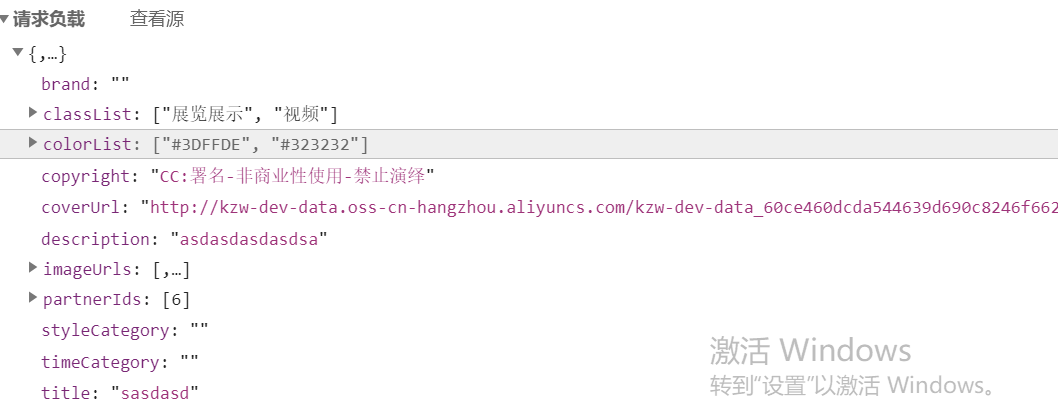 请求负载 查看源
{,…}
brand: ""
classList: ["展览展示", "视频"]
colorList: ["#3DFFDE", "#323232"]
copyright: "CC:署名-非商业性使用-禁止演绎"
coverUrl: "http://kzw-dev-data.oss-cn-hangzhou.aliyuncs.com/kzw-dev-data_60ce460dcda544639d690c8246f662
description: "asdasdasdasdsa"
imageUrls: [,…]
partnerIds: [6]
styleCategory: ""
timeCategory: ""
title: "sasdasd"
激活 Windows
转到“设置”以激活 Windows。